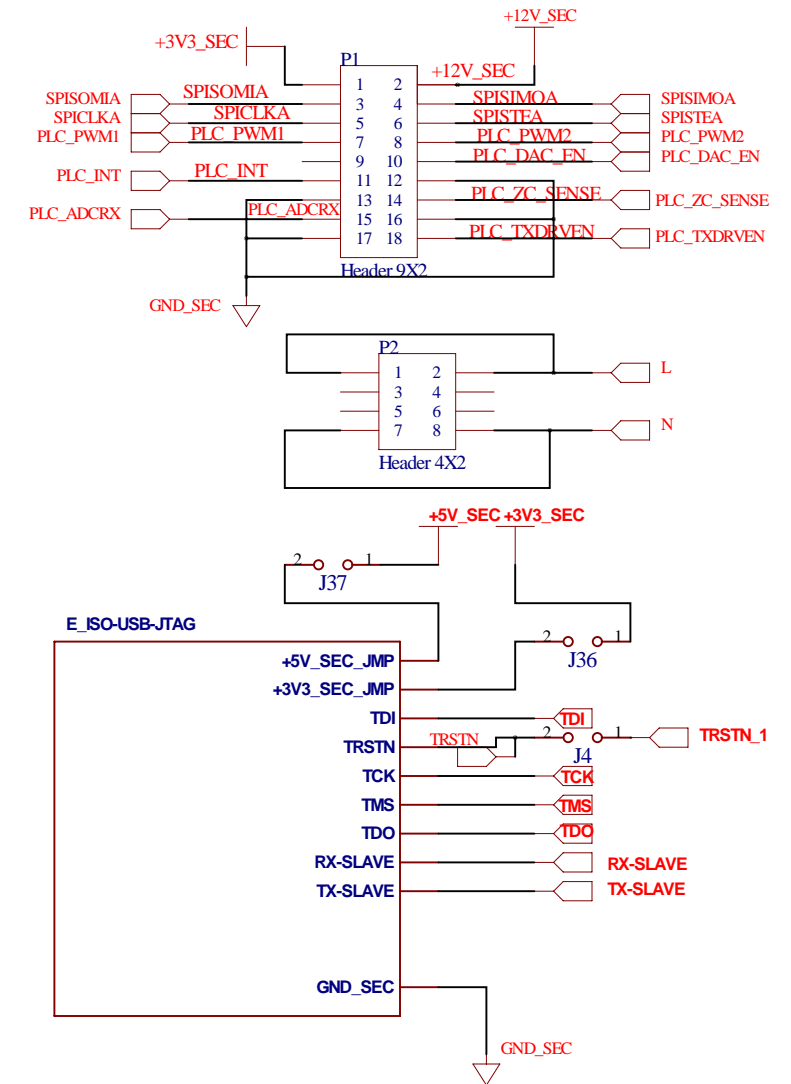 +12V_SEC
+3V3_SEC
P1
+12V_SEC
1 2
SPISOMIA SPISOMIA 3 4 SPISIMOA SPISIMOA
SPICLKA SPICLKA 5 6 SPISTEA SPISTEA
PLC_PWM1 PLC_PWM1 7 8 PLC_PWM2 PLC_PWM2
9 10 PLC_DAC_EN PLC_DAC_EN
PLC_INT PLC_INT 11 12
13 14 PLC_ZC_SENSE PLC_ZC_SENSE
PLC_ADCRX PLC_ADCRX 15 16
17 18 PLC_TXDRVEN PLC_TXDRVEN
Header 9X2
GND_SEC
P2
1 2 L
3 4
5 6
7 8 N
Header 4X2
+5V_SEC +3V3_SEC
2 1
J37
E_ISO-USB-JTAG
2 1
J36
+5V_SEC_JMP
+3V3_SEC_JMP
TDI TDI
TRSTN TRSTN 2 1 TRSTN_1
J4
TCK TCK
TMS TMS
TDO TDO
RX-SLAVE RX-SLAVE
TX-SLAVE TX-SLAVE
GND_SEC
GND_SEC